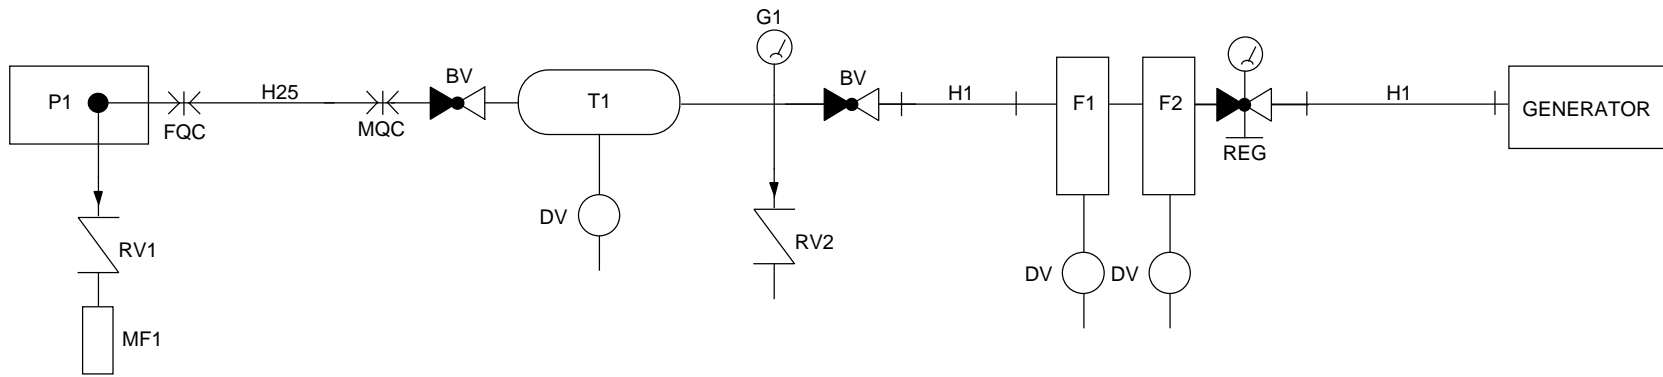 G1
P1
FQC
H25
MQC
BV
T1
BV
H1
F1
F2
REG
H1
GENERATOR
DV
RV1
RV2
DV
DV
MF1